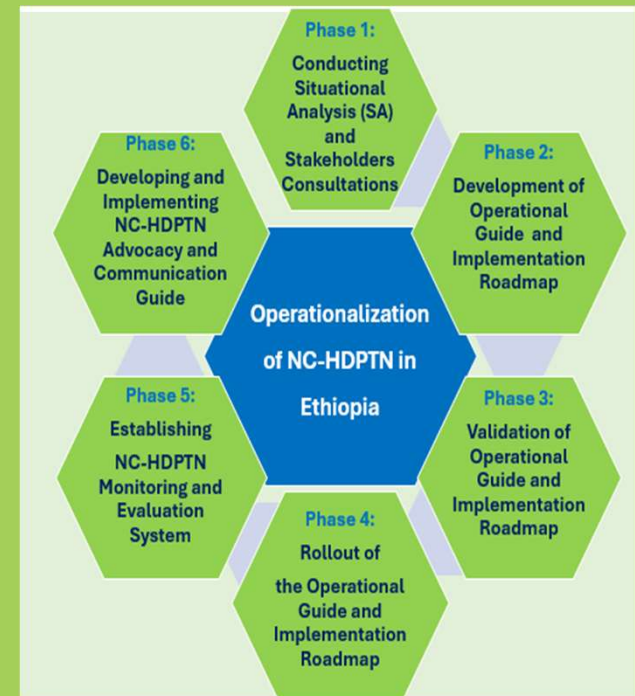 Phase 1:
Conducting
Situational
Analysis (SA)
and
Stakeholders
Consultations
Phase 2:
Development of
Operational
Guide and
Implementation
Roadmap
Phase 3:
Validation of
Operational
Guide and
Implementation
Roadmap
Phase 4:
Rollout of
the Operational
Guide and
Implementation
Roadmap
Phase 5:
Establishing
NC-HDPTN
Monitoring and
Evaluation
System
Phase 6:
Developing and
Implementing
NC-HDPTN
Advocacy and
Communication
Guide
Operationalization
of NC-HDPTN in
Ethiopia